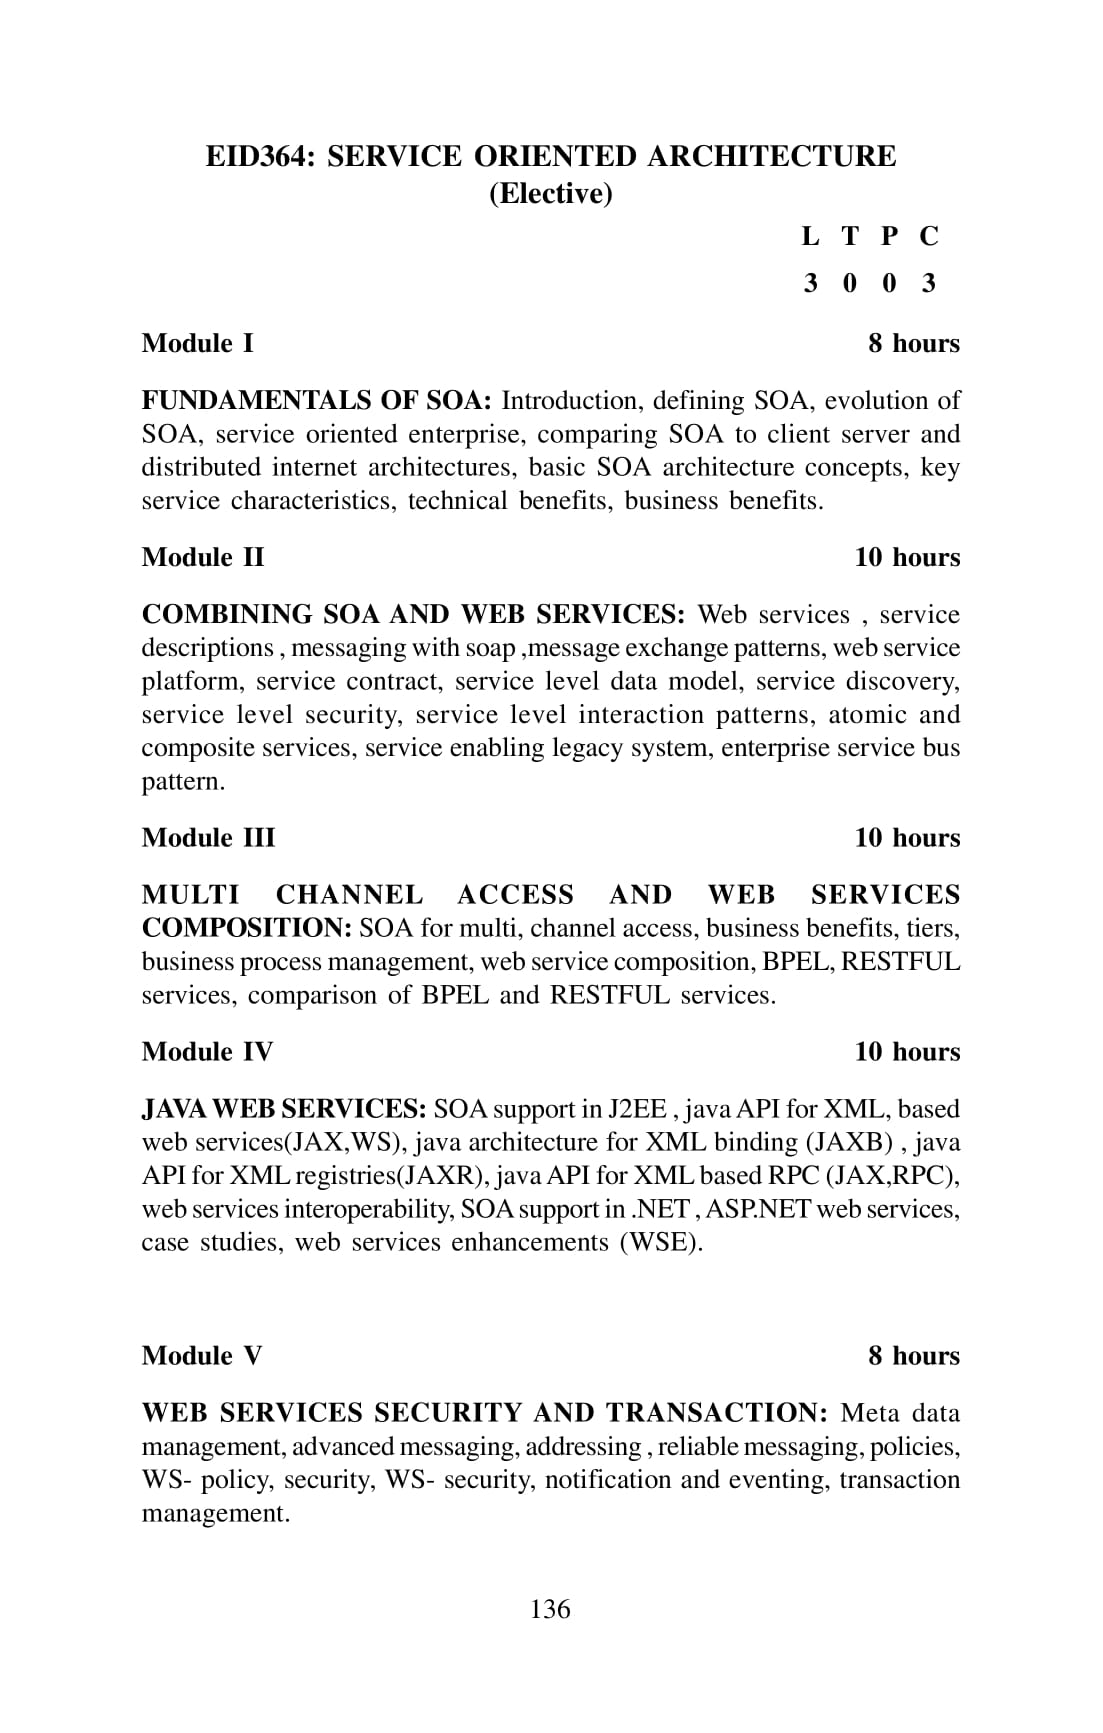 EID364: SERVICE ORIENTED ARCHITECTURE
(Elective)
L T P C
3 0 0 3
Module I 8 hours
FUNDAMENTALS OF SOA: Introduction, defining SOA, evolution of
SOA, service oriented enterprise, comparing SOA to client server and
distributed internet architectures, basic SOA architecture concepts, key
service characteristics, technical benefits, business benefits.
Module II 10 hours
COMBINING SOA AND WEB SERVICES: Web services , service
descriptions , messaging with soap ,message exchange patterns, web service
platform, service contract, service level data model, service discovery,
service level security, service level interaction patterns, atomic and
composite services, service enabling legacy system, enterprise service bus
pattern.
Module III 10 hours
MULTI CHANNEL ACCESS AND WEB SERVICES
COMPOSITION: SOA for multi, channel access, business benefits, tiers,
business process management, web service composition, BPEL, RESTFUL
services, comparison of BPEL and RESTFUL services.
Module IV 10 hours
JAVA WEB SERVICES: SOA support in J2EE , java API for XML, based
web services(JAX,WS), java architecture for XML binding (JAXB) , java
API for XML registries(JAXR), java API for XML based RPC (JAX,RPC),
web services interoperability, SOA support in .NET , ASP.NET web services,
case studies, web services enhancements (WSE).
Module V 8 hours
WEB SERVICES SECURITY AND TRANSACTION: Meta data
management, advanced messaging, addressing , reliable messaging, policies,
WS- policy, security, WS- security, notification and eventing, transaction
management.
136